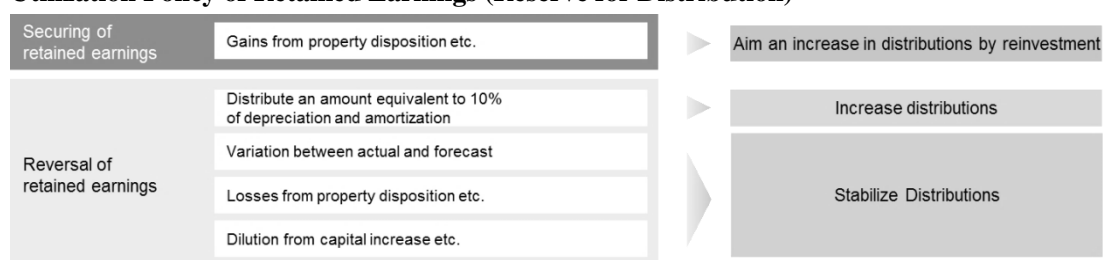 Utilization Policy of Retained Earnings (Reserve for Distribution)
Securing of
retained earnings
Gains from property disposition etc.
Aim an increase in distributions by reinvestment
Reversal of
retained earnings
Distribute an amount equivalent to 10%
of depreciation and amortization
Increase distributions
Variation between actual and forecast
Losses from property disposition etc.
Dilution from capital increase etc.
Stabilize Distributions